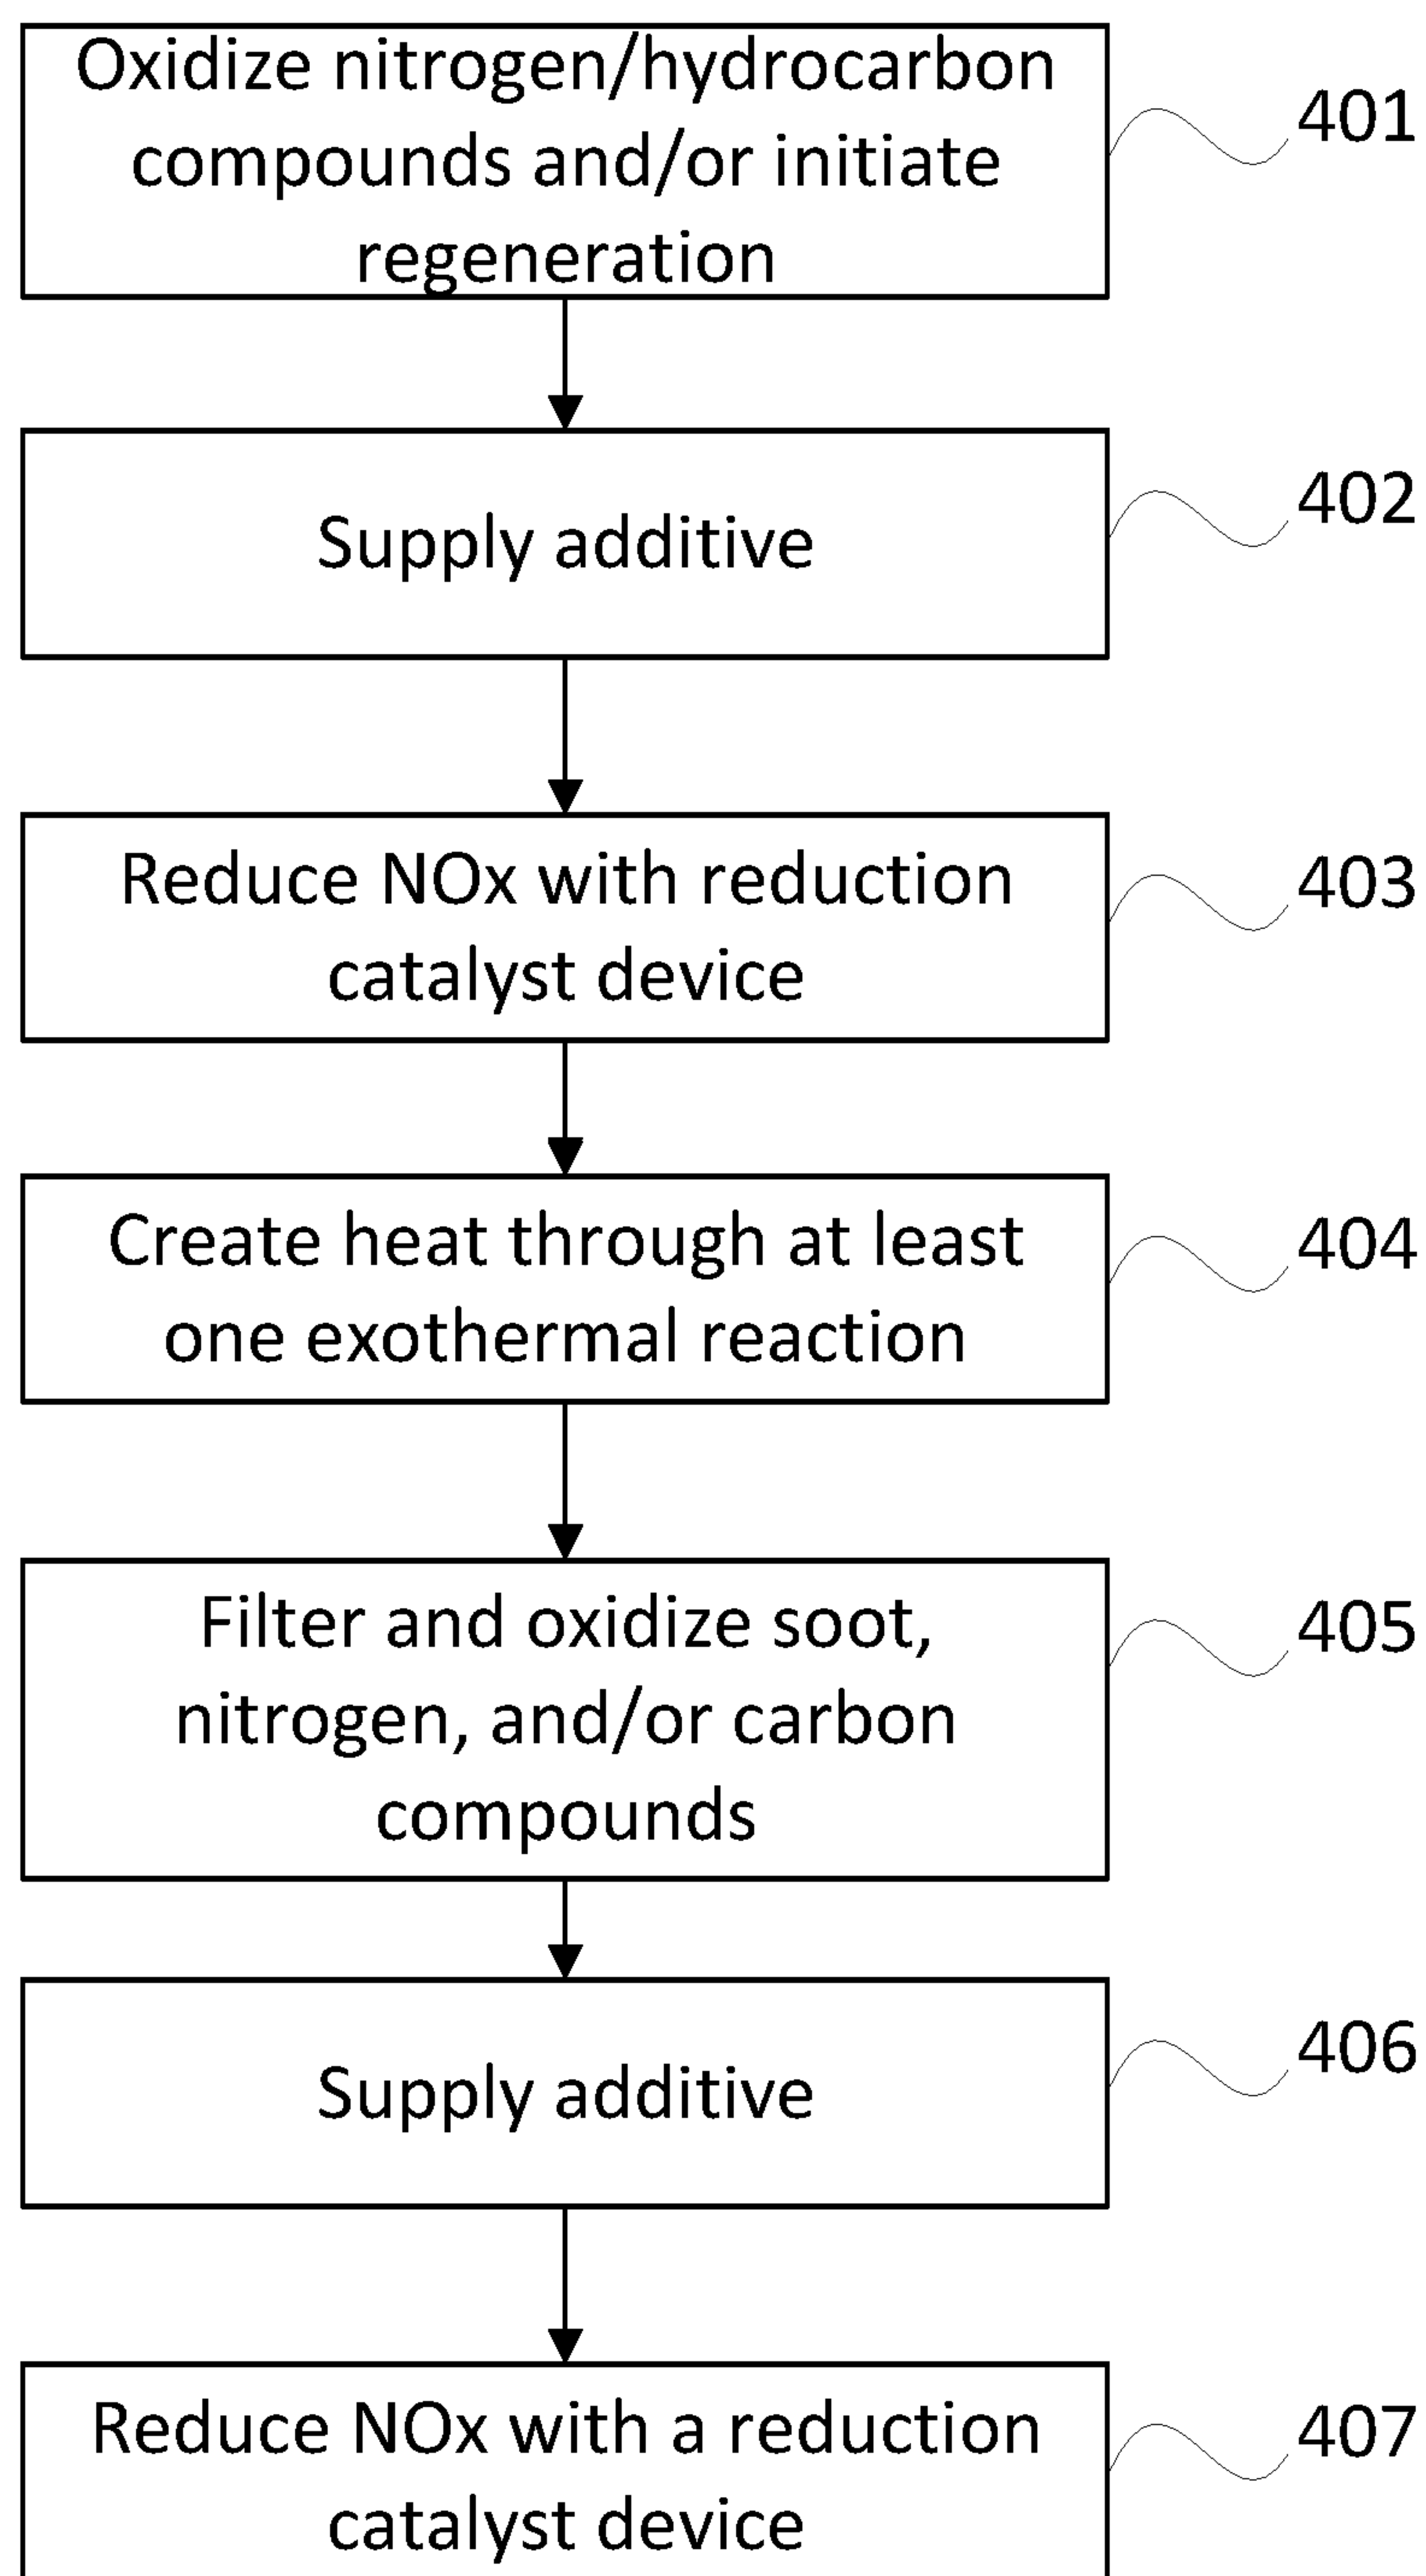 Oxidize nitrogen/hydrocarbon
compounds and/or initiate
regeneration
401
Supply additive
402
Reduce NOx with reduction
catalyst device
403
Create heat through at least
one exothermal reaction
404
Filter and oxidize soot,
nitrogen, and/or carbon
compounds
405
Supply additive
406
Reduce NOx with a reduction
catalyst device
407